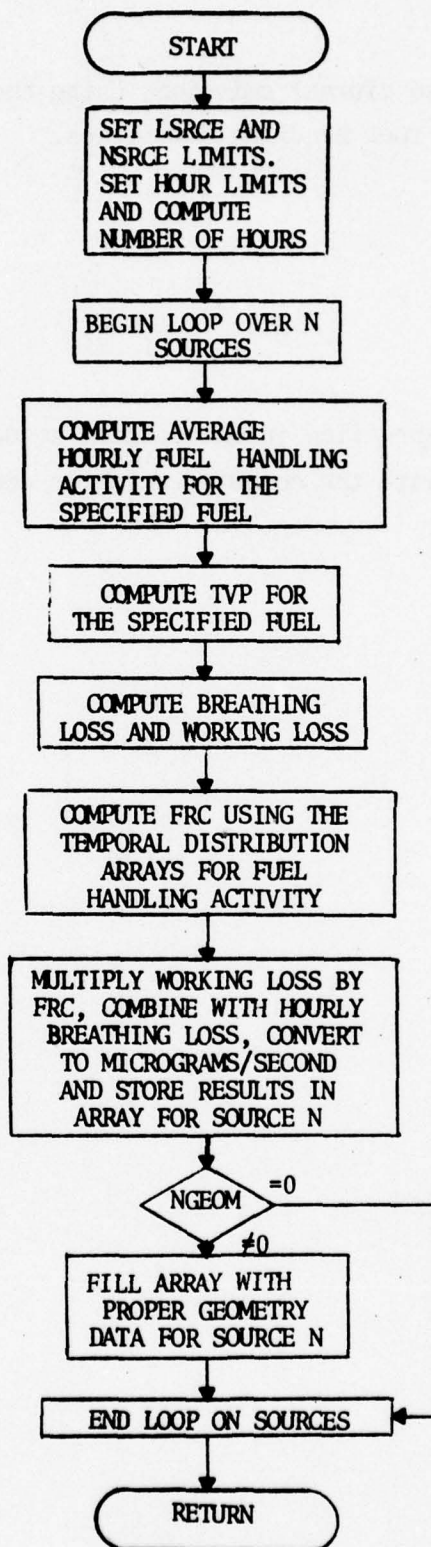 START
SET LSRCE AND
NSRCE LIMITS.
SET HOUR LIMITS
AND COMPUTE
NUMBER OF HOURS
BEGIN LOOP OVER N
SOURCES
COMPUTE AVERAGE
HOURLY FUEL HANDLING
ACTIVITY FOR THE
SPECIFIED FUEL
COMPUTE TVP FOR
THE SPECIFIED FUEL
COMPUTE BREATHING
LOSS AND WORKING LOSS
COMPUTE FRC USING THE
TEMPORAL DISTRIBUTION
ARRAYS FOR FUEL
HANDLING ACTIVITY
MULTIPLY WORKING LOSS BY
FRC, COMBINE WITH HOURLY
BREATHING LOSS, CONVERT
TO MICROGRAMS/SECOND
AND STORE RESULTS IN
ARRAY FOR SOURCE N
=0
NGEOM
≠0
FILL ARRAY WITH
PROPER GEOMETRY
DATA FOR SOURCE N
END LOOP ON SOURCES
RETURN